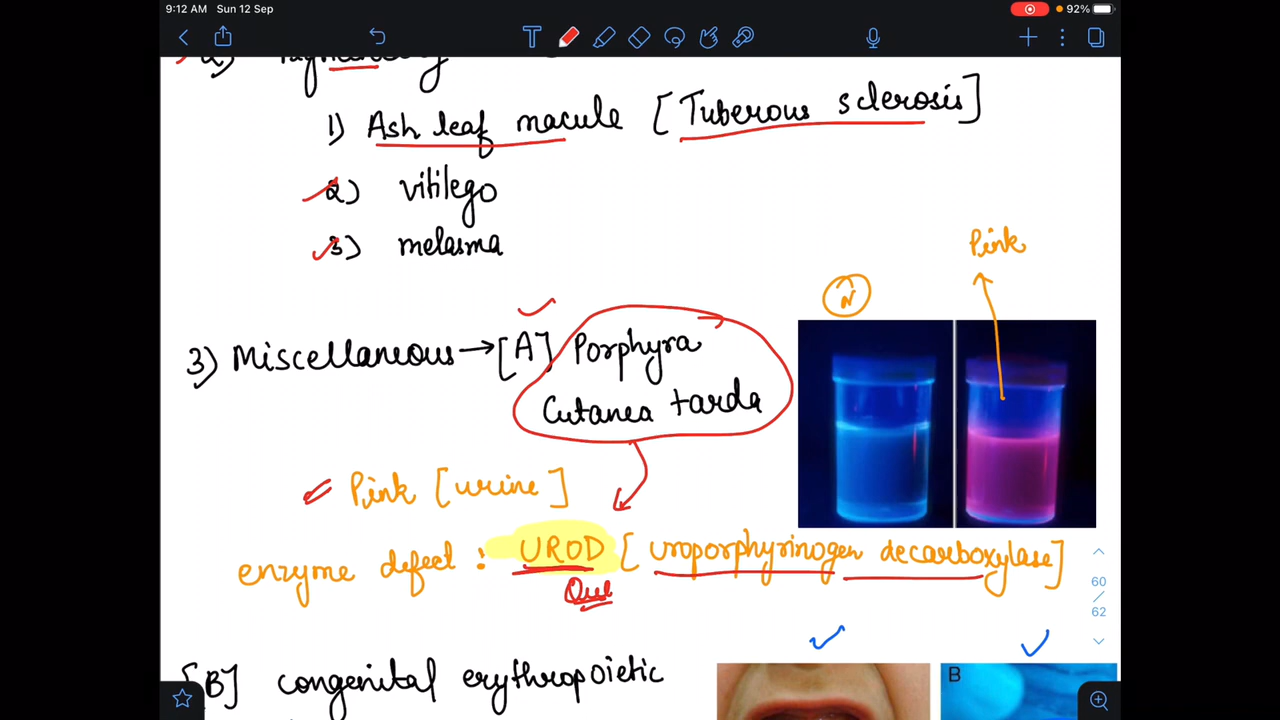 9:12 AM Sun 12 Sep
92%
1) Ash leaf macule [Tuberous sclerosis]
2) vitilego
3) melasma
Pink
N
3) Miscellaneous → [A] Porphyra
Cutanea tarda
Pink [urine]
enzyme defect : UROD [uroporphyrinogen decarboxylase]
Que
60
/
62
[B] congenital erythropoietic
B